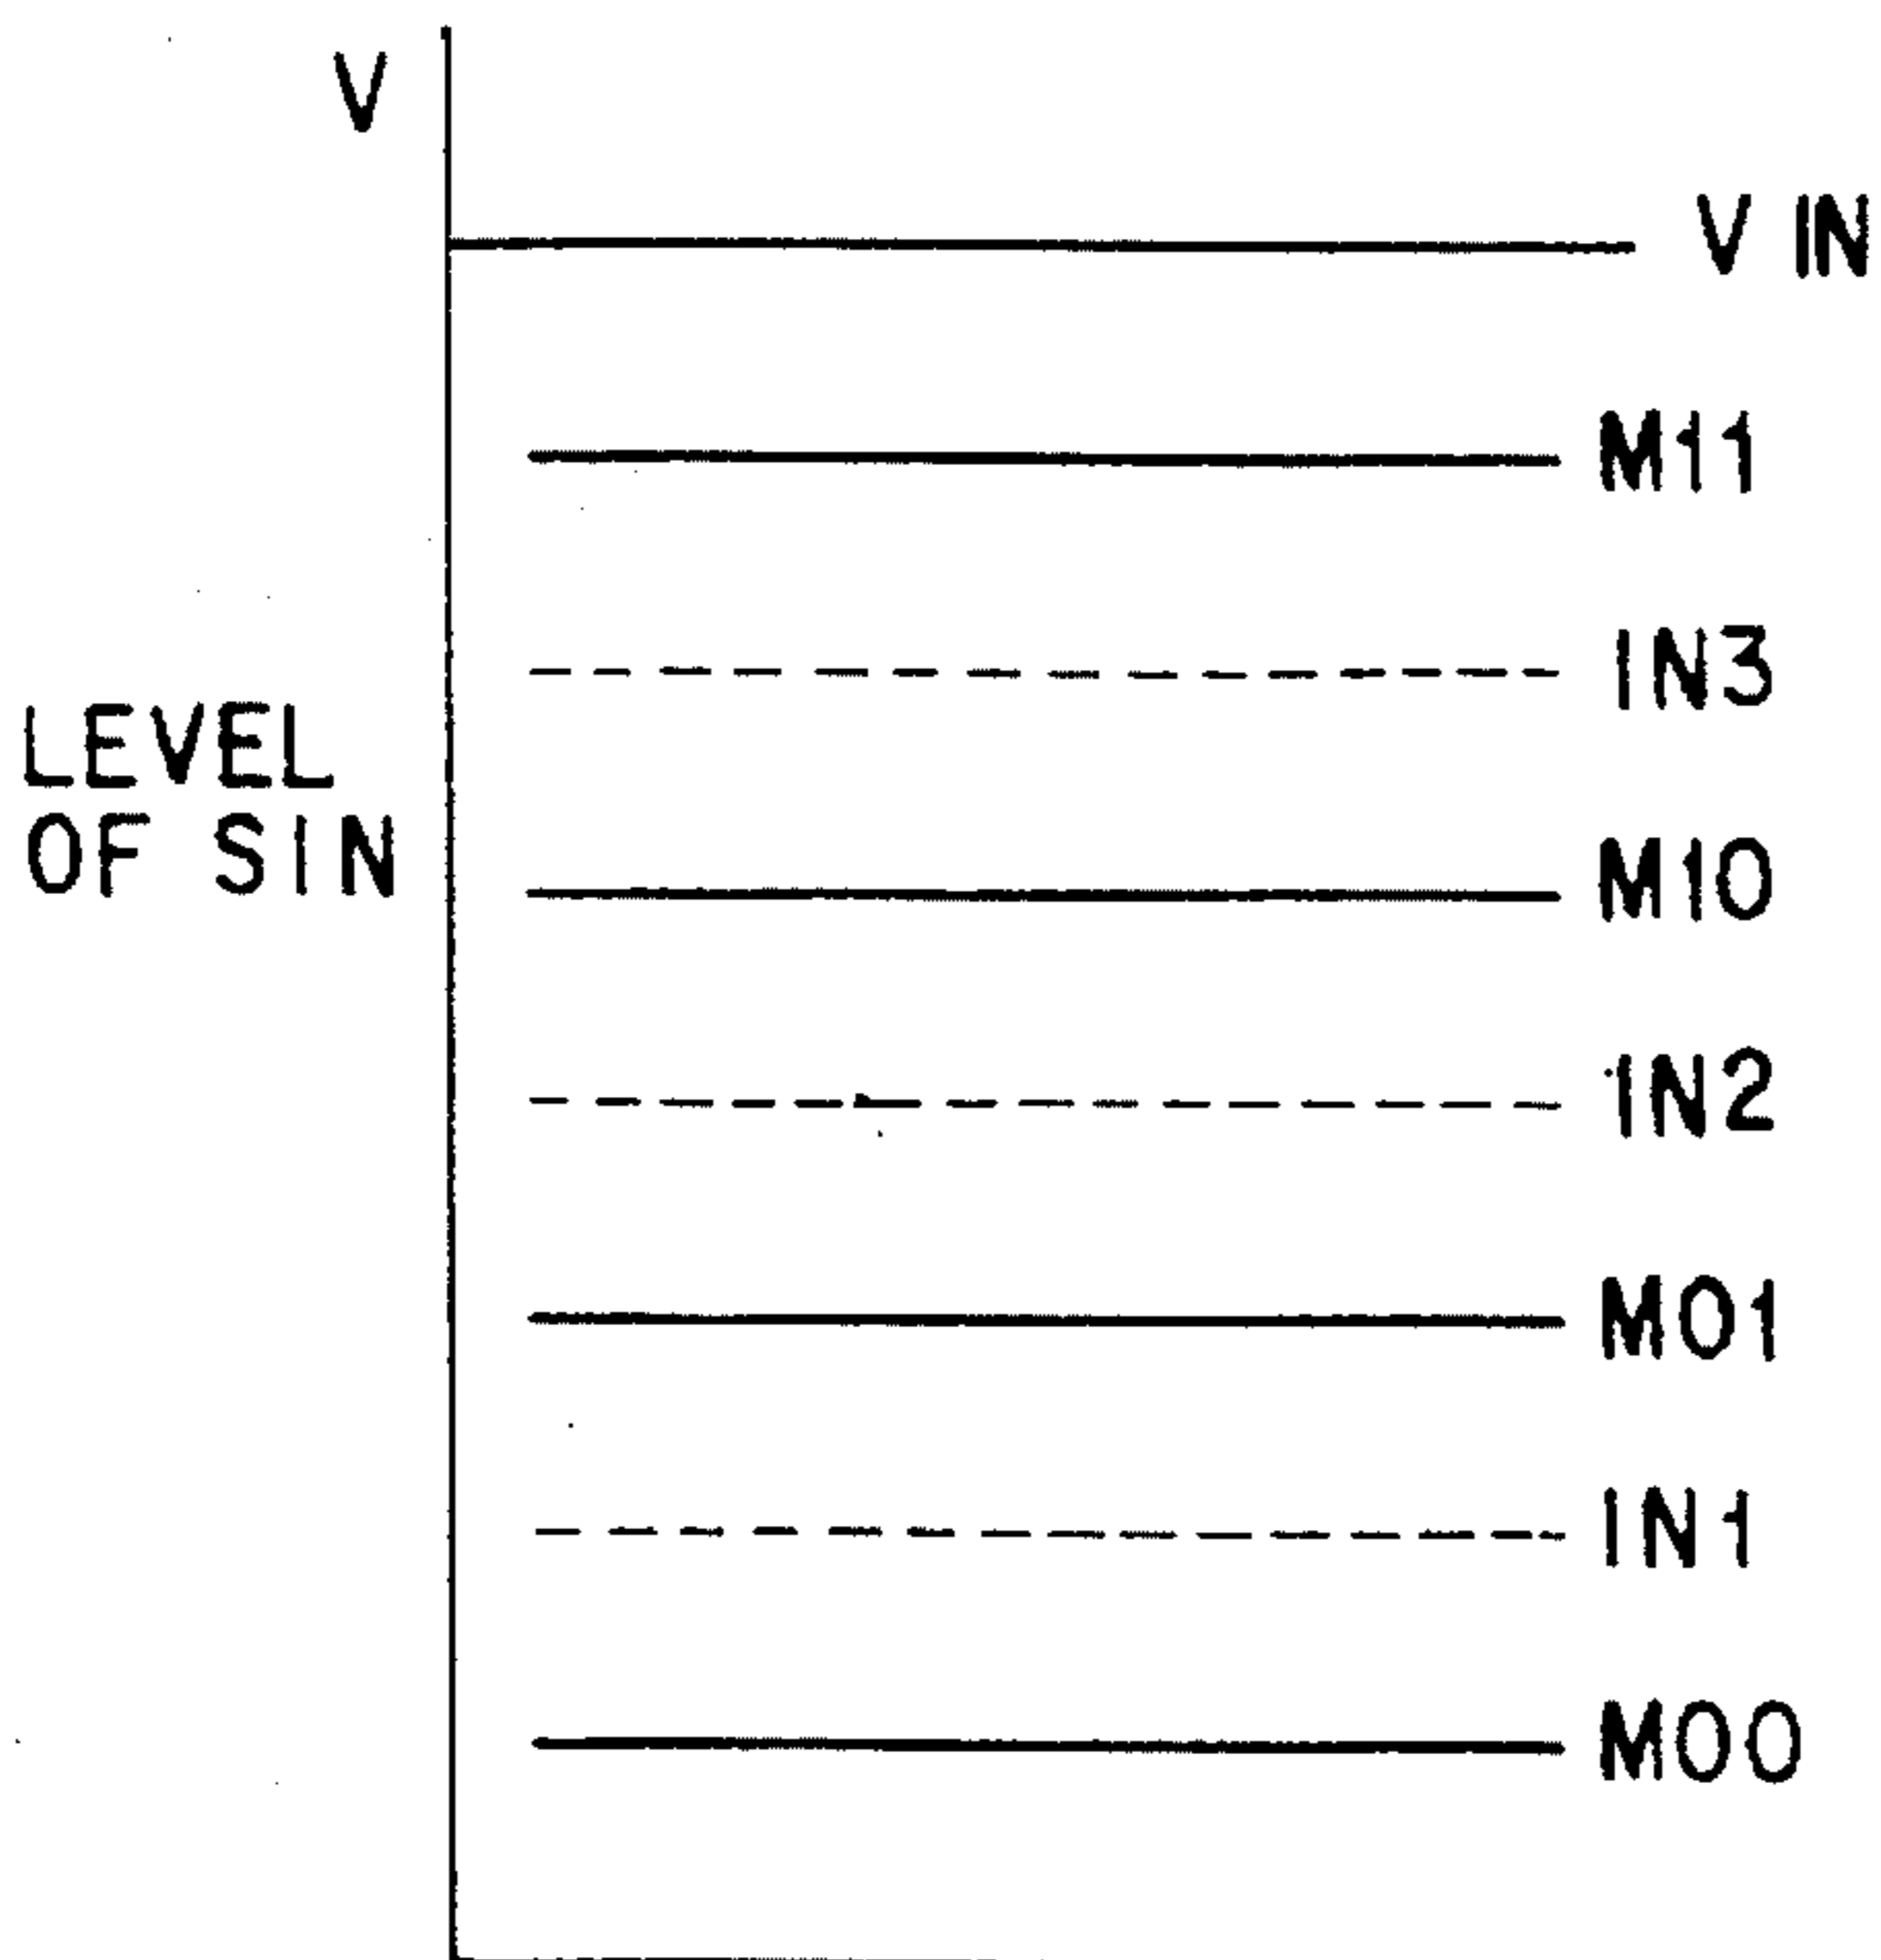 V
V IN
M11
IN3
LEVEL
OF SIN
M10
IN2
M01
IN1
M00